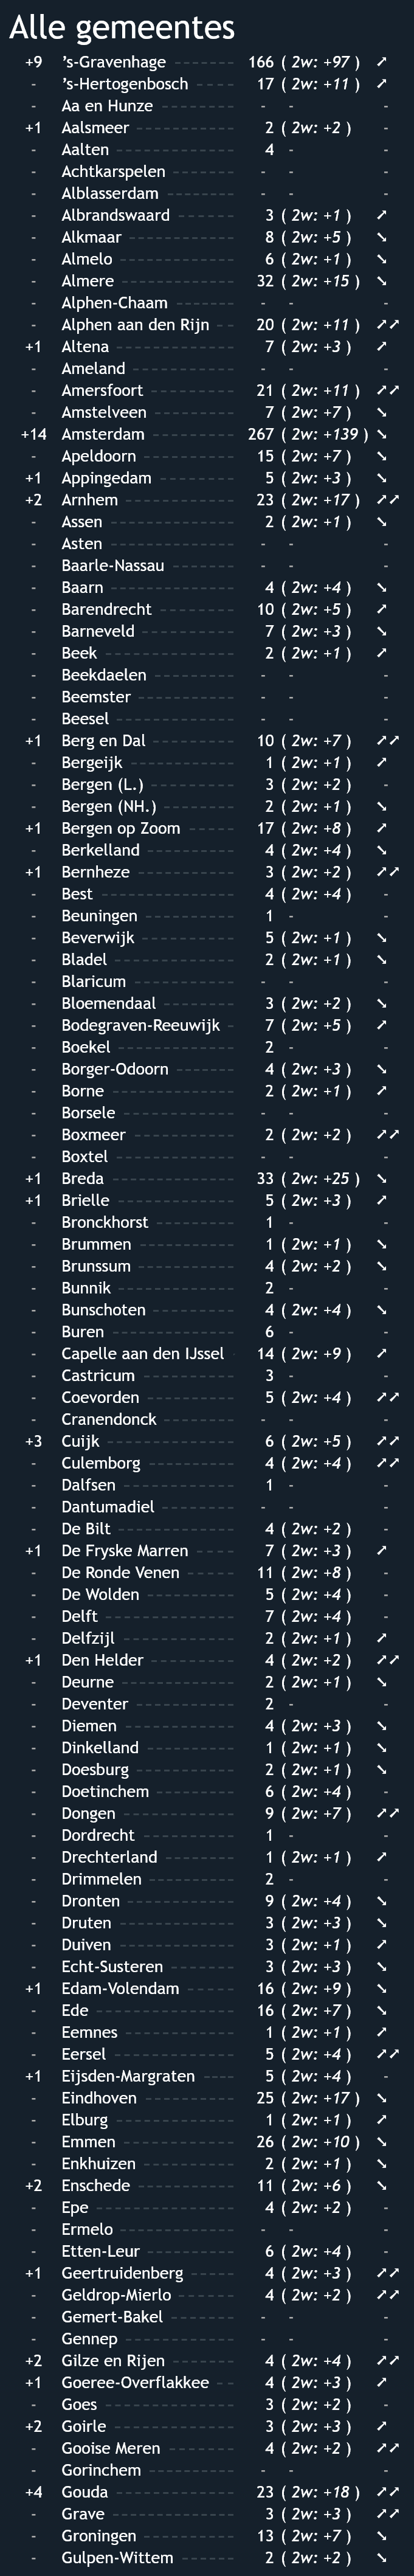 Alle gemeentes
+9 ’s-Gravenhage 166 ( 2w: +97 ) ➚
- ’s-Hertogenbosch 17 ( 2w: +11 ) ➚
- Aa en Hunze - - -
+1 Aalsmeer 2 ( 2w: +2 ) -
- Aalten 4 - -
- Achtkarspelen - - -
- Alblasserdam - - -
- Albrandswaard 3 ( 2w: +1 ) ➚
- Alkmaar 8 ( 2w: +5 ) ➘
- Almelo 6 ( 2w: +1 ) ➘
- Almere 32 ( 2w: +15 ) ➘
- Alphen-Chaam - - -
- Alphen aan den Rijn 20 ( 2w: +11 ) ➚➚
+1 Altena 7 ( 2w: +3 ) ➚
- Ameland - - -
- Amersfoort 21 ( 2w: +11 ) ➚➚
- Amstelveen 7 ( 2w: +7 ) ➘
+14 Amsterdam 267 ( 2w: +139 ) ➘
- Apeldoorn 15 ( 2w: +7 ) ➘
+1 Appingedam 5 ( 2w: +3 ) ➘
+2 Arnhem 23 ( 2w: +17 ) ➚➚
- Assen 2 ( 2w: +1 ) ➘
- Asten - - -
- Baarle-Nassau - - -
- Baarn 4 ( 2w: +4 ) ➘
- Barendrecht 10 ( 2w: +5 ) ➚
- Barneveld 7 ( 2w: +3 ) ➘
- Beek 2 ( 2w: +1 ) ➚
- Beekdaelen - - -
- Beemster - - -
- Beesel - - -
+1 Berg en Dal 10 ( 2w: +7 ) ➚➚
- Bergeijk 1 ( 2w: +1 ) ➚
- Bergen (L.) 3 ( 2w: +2 ) -
- Bergen (NH.) 2 ( 2w: +1 ) ➘
+1 Bergen op Zoom 17 ( 2w: +8 ) ➚
- Berkelland 4 ( 2w: +4 ) ➘
+1 Bernheze 3 ( 2w: +2 ) ➚➚
- Best 4 ( 2w: +4 ) -
- Beuningen 1 - -
- Beverwijk 5 ( 2w: +1 ) ➘
- Bladel 2 ( 2w: +1 ) ➘
- Blaricum - - -
- Bloemendaal 3 ( 2w: +2 ) ➘
- Bodegraven-Reeuwijk 7 ( 2w: +5 ) ➚
- Boekel 2 - -
- Borger-Odoorn 4 ( 2w: +3 ) ➘
- Borne 2 ( 2w: +1 ) ➚
- Borsele - - -
- Boxmeer 2 ( 2w: +2 ) ➚➚
- Boxtel - - -
+1 Breda 33 ( 2w: +25 ) ➘
+1 Brielle 5 ( 2w: +3 ) ➚
- Bronckhorst 1 - -
- Brummen 1 ( 2w: +1 ) ➘
- Brunssum 4 ( 2w: +2 ) ➘
- Bunnik 2 - -
- Bunschoten 4 ( 2w: +4 ) ➘
- Buren 6 - -
- Capelle aan den IJssel 14 ( 2w: +9 ) ➚
- Castricum 3 - -
- Coevorden 5 ( 2w: +4 ) ➚➚
- Cranendonck - - -
+3 Cuijk 6 ( 2w: +5 ) ➚➚
- Culemborg 4 ( 2w: +4 ) ➚➚
- Dalfsen 1 - -
- Dantumadiel - - -
- De Bilt 4 ( 2w: +2 ) -
+1 De Fryske Marren 7 ( 2w: +3 ) ➚
- De Ronde Venen 11 ( 2w: +8 ) -
- De Wolden 5 ( 2w: +4 ) -
- Delft 7 ( 2w: +4 ) -
- Delfzijl 2 ( 2w: +1 ) ➚
+1 Den Helder 4 ( 2w: +2 ) ➚➚
- Deurne 2 ( 2w: +1 ) ➘
- Deventer 2 - -
- Diemen 4 ( 2w: +3 ) ➘
- Dinkelland 1 ( 2w: +1 ) ➘
- Doesburg 2 ( 2w: +1 ) ➘
- Doetinchem 6 ( 2w: +4 ) -
- Dongen 9 ( 2w: +7 ) ➚➚
- Dordrecht 1 - -
- Drechterland 1 ( 2w: +1 ) ➚
- Drimmelen 2 - -
- Dronten 9 ( 2w: +4 ) ➘
- Druten 3 ( 2w: +3 ) ➘
- Duiven 3 ( 2w: +1 ) ➚
- Echt-Susteren 3 ( 2w: +3 ) ➘
+1 Edam-Volendam 16 ( 2w: +9 ) ➘
- Ede 16 ( 2w: +7 ) ➘
- Eemnes 1 ( 2w: +1 ) ➚
- Eersel 5 ( 2w: +4 ) ➚➚
+1 Eijsden-Margraten 5 ( 2w: +4 ) -
- Eindhoven 25 ( 2w: +17 ) ➘
- Elburg 1 ( 2w: +1 ) ➚
- Emmen 26 ( 2w: +10 ) ➘
- Enkhuizen 2 ( 2w: +1 ) ➘
+2 Enschede 11 ( 2w: +6 ) ➘
- Epe 4 ( 2w: +2 ) -
- Ermelo - - -
- Etten-Leur 6 ( 2w: +4 ) -
+1 Geertruidenberg 4 ( 2w: +3 ) ➚➚
- Geldrop-Mierlo 4 ( 2w: +2 ) ➚➚
- Gemert-Bakel - - -
- Gennep - - -
+2 Gilze en Rijen 4 ( 2w: +4 ) ➚➚
+1 Goeree-Overflakkee 4 ( 2w: +3 ) ➚
- Goes 3 ( 2w: +2 ) -
+2 Goirle 3 ( 2w: +3 ) ➚
- Gooise Meren 4 ( 2w: +2 ) ➚➚
- Gorinchem - - -
+4 Gouda 23 ( 2w: +18 ) ➚➚
- Grave 3 ( 2w: +3 ) ➚➚
- Groningen 13 ( 2w: +7 ) ➘
- Gulpen-Wittem 2 ( 2w: +2 ) ➘